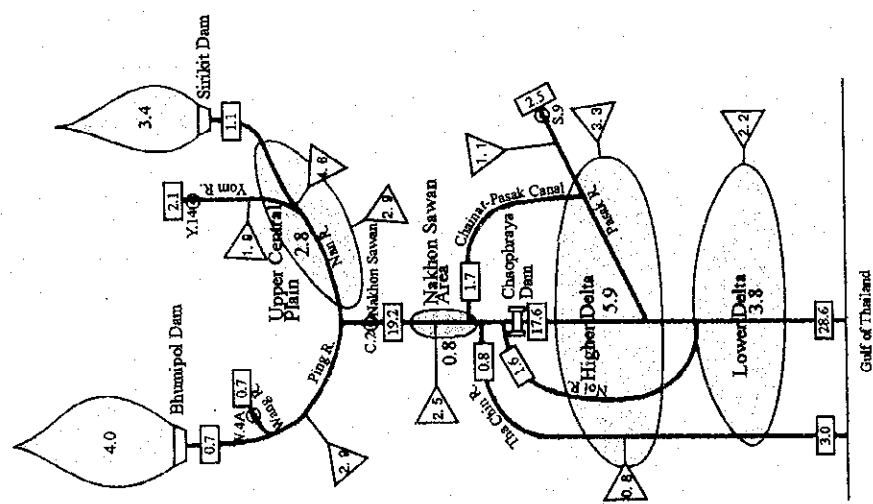 Sirikit Dam
3.4
1.1
2.1
Y.14
Yom R.
4.6
1.9
2.9
Upper Central
Plain
2.8
Nan R.
Bhumipol Dam
4.0
0.7
0.7
W.4A
Wang R.
Ping R.
2.9
C.2
Nakhon Sawan
19.2
Nakhon Sawan
Area
0.8
2.5
Chainat-Pasak Canal
1.7
Chaophraya
Dam
17.6
0.8
1.6
Tha Chin R.
Noi R.
2.5
S.9
1.1
3.3
Pasak R.
Higher Delta
5.9
0.8
2.2
Lower Delta
3.8
28.6
3.0
Gulf of Thailand